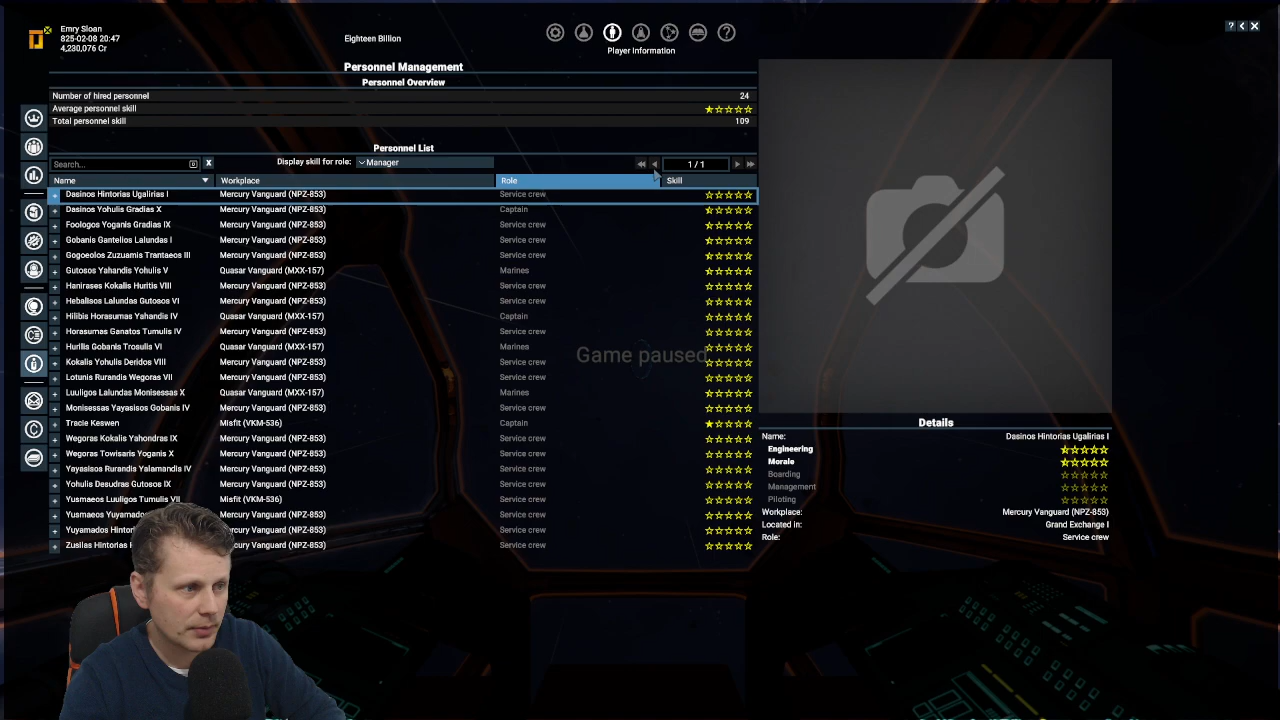 Emry Sloan
825-02-08 20:47
4,230,076 Cr
Eighteen Billion
Player Information
? < X
Personnel Management
Personnel Overview
Number of hired personnel 24
Average personnel skill
Total personnel skill 109
Personnel List
Search... Display skill for role: Manager 1 / 1
Name Workplace Role Skill
Dasinos Hintorias Ugalirias I Mercury Vanguard (NPZ-853) Service crew
Dasinos Yohulis Gradias X Mercury Vanguard (NPZ-853) Captain
Foologos Yoganis Gradias IX Mercury Vanguard (NPZ-853) Service crew
Gobanis Gantelios Lalundas I Mercury Vanguard (NPZ-853) Service crew
Gogoeolos Zuzuamis Trantaeos III Mercury Vanguard (NPZ-853) Service crew
Gutosos Yahandis Yohulis V Quasar Vanguard (MXX-157) Marines
Hanirases Kokalis Huritis VIII Mercury Vanguard (NPZ-853) Service crew
Hebalisos Lalundas Gutosos VI Mercury Vanguard (NPZ-853) Service crew
Hilibis Horasumas Yahandis IV Quasar Vanguard (MXX-157) Captain
Horasumas Ganatos Tumulis IV Mercury Vanguard (NPZ-853) Service crew
Hurilis Gobanis Trosulis VI Quasar Vanguard (MXX-157) Marines
Kokalis Yohulis Deridos VIII Mercury Vanguard (NPZ-853) Service crew
Lotunis Rurandis Wegoras VII Mercury Vanguard (NPZ-853) Service crew
Luuligos Lalundas Monisessas X Quasar Vanguard (MXX-157) Marines
Monisessas Yayasisos Gobanis IV Mercury Vanguard (NPZ-853) Service crew
Tracie Keswen Misfit (VKM-536) Captain
Wegoras Kokalis Yahondras IX Mercury Vanguard (NPZ-853) Service crew
Wegoras Towisaris Yoganis X Mercury Vanguard (NPZ-853) Service crew
Yayasisos Rurandis Yalamandis IV Mercury Vanguard (NPZ-853) Service crew
Yohulis Desudras Gutosos IX Mercury Vanguard (NPZ-853) Service crew
Yusmaeos Luuligos Tumulis VII Misfit (VKM-536) Service crew
Yusmaeos Vanguard (NPZ-853) Service crew
Yuyamados Vanguard (NPZ-853) Service crew
Zusilas Hintorias Vanguard (NPZ-853) Service crew
Game paused
Details
Name: Dasinos Hintorias Ugalirias I
Engineering
Morale
Boarding
Management
Piloting
Workplace: Mercury Vanguard (NPZ-853)
Located in: Grand Exchange I
Role: Service crew